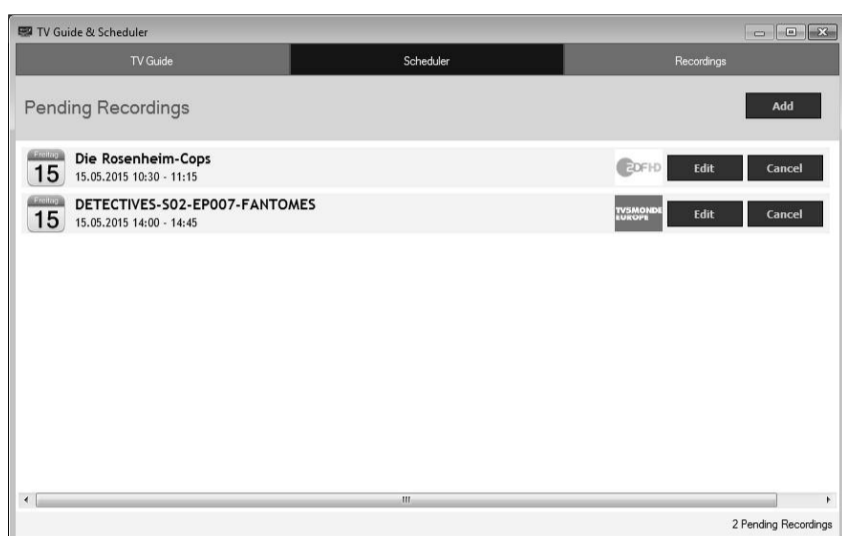 TV Guide & Scheduler
TV Guide
Scheduler
Recordings
Pending Recordings
Add
Freitag
15
Die Rosenheim-Cops
15.05.2015 10:30 - 11:15
ZDFHD
Edit
Cancel
Freitag
15
DETECTIVES-S02-EP007-FANTOMES
15.05.2015 14:00 - 14:45
TV5MONDE
EUROPE
Edit
Cancel
2 Pending Recordings